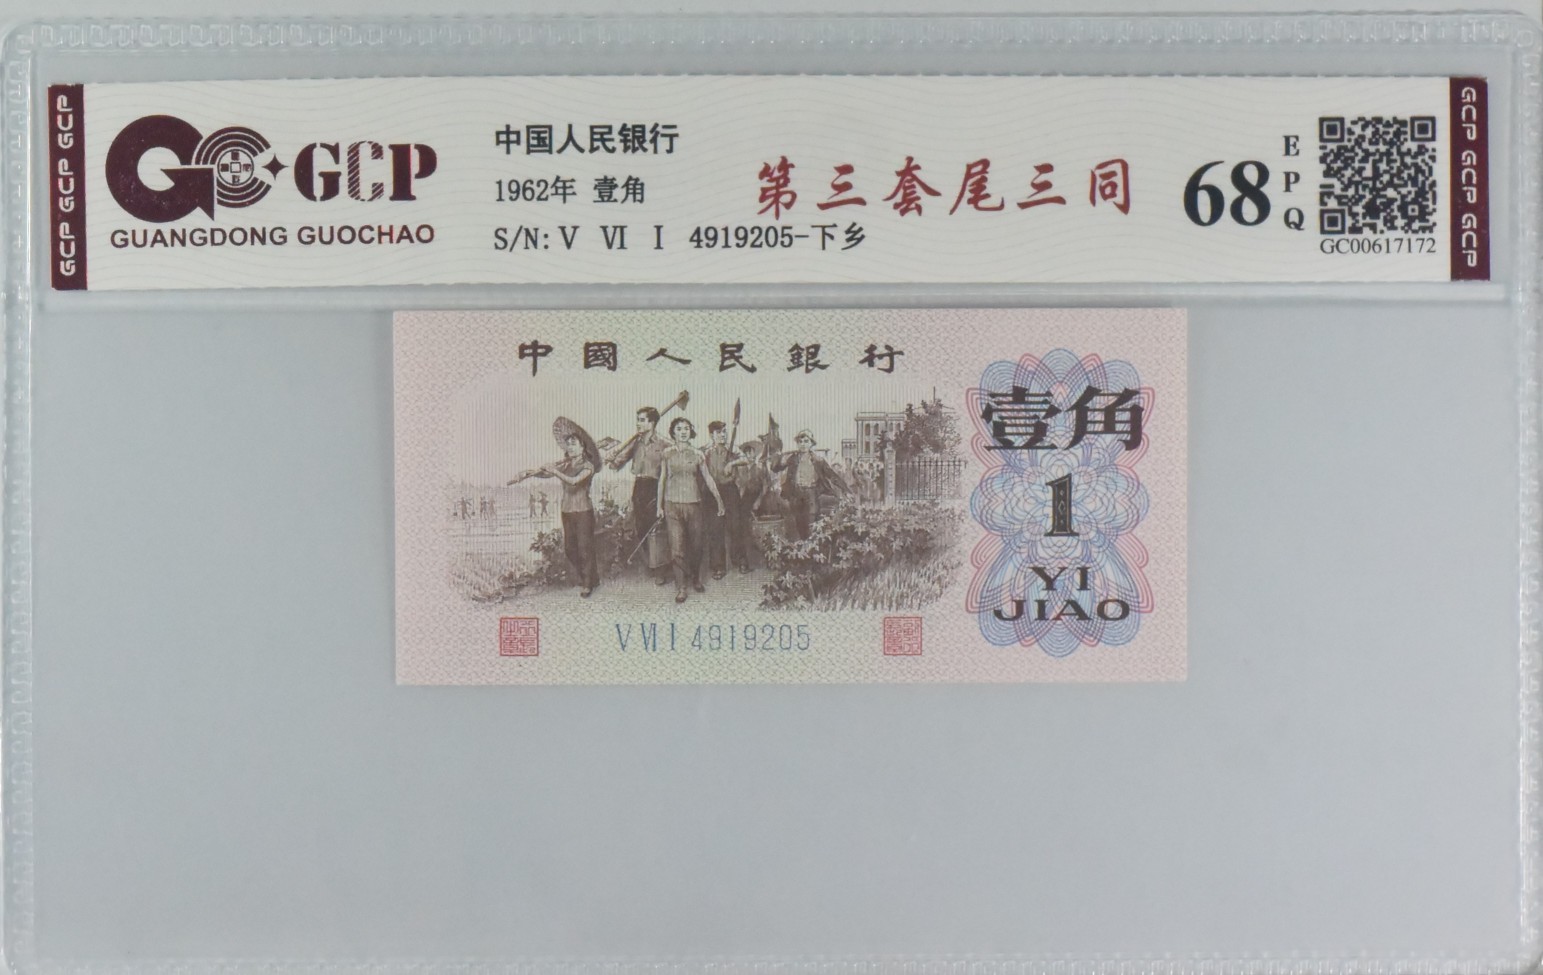 GCP GCP GCP
GCP
GUANGDONG GUOCHAO
中国人民银行
1962年 壹角
S/N: V VI I 4919205-下乡
第三套尾三同
68
EPQ
GC00617172
GCP GCP GCP
中國人民銀行
壹角
1
YI
JIAO
V VI I 4919205